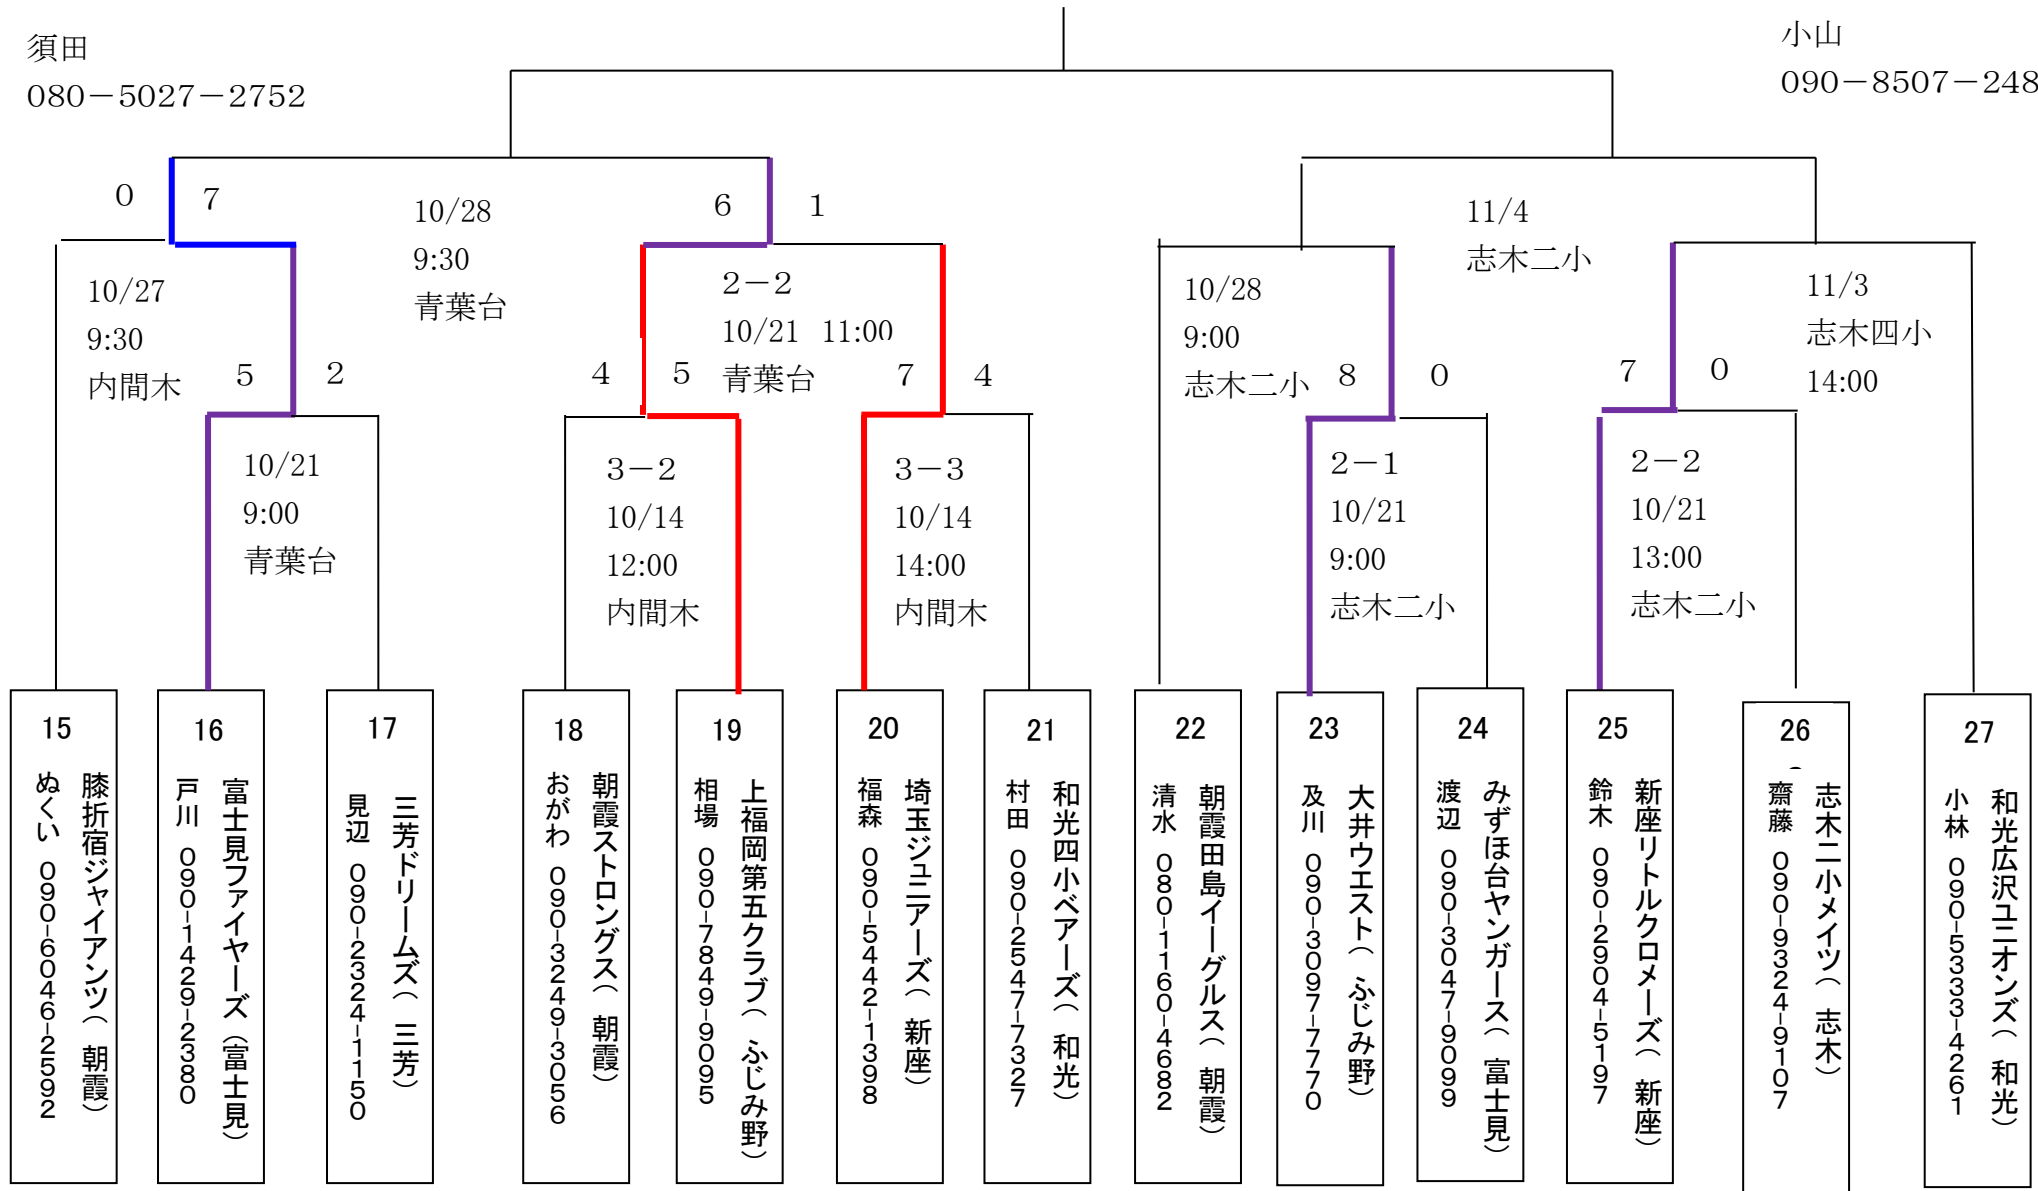 須田
080－5027－2752
小山
090－8507－248
0 7
10/28
9:30
青葉台
6 1
11/4
志木二小
10/27
9:30
内間木
5 2
4 5
2－2
10/21 11:00
青葉台
7 4
10/28
9:00
志木二小
8 0
7 0
11/3
志木四小
14:00
10/21
9:00
青葉台
3－2
10/14
12:00
内間木
3－3
10/14
14:00
内間木
2－1
10/21
9:00
志木二小
2－2
10/21
13:00
志木二小
15
膝折宿ジャイアンツ（ 朝霞）
ぬくい 090-6046-2592
16
富士見ファイヤーズ（富士見）
戸川 090-1429-2380
17
三芳ドリームズ（ 三芳）
見辺 090-2324-1150
18
朝霞ストロングス（ 朝霞）
おがわ 090-3249-3056
19
上福岡第五クラブ（ ふじみ野）
相場 090-7849-9095
20
埼玉ジュニアーズ（ 新座）
福森 090-5442-1398
21
和光四小ベアーズ（ 和光）
村田 090-2547-7327
22
朝霞田島イーグルス（ 朝霞）
清水 080-1160-4682
23
大井ウエスト（ ふじみ野）
及川 090-3097-7770
24
みずほ台ヤンガース（ 富士見）
渡辺 090-3047-9099
25
新座リトルクロメーズ（ 新座）
鈴木 090-2904-5197
26
志木二小メイツ（ 志木）
齋藤 090-9324-9107
27
和光広沢ユニオンズ（ 和光）
小林 090-5333-4261